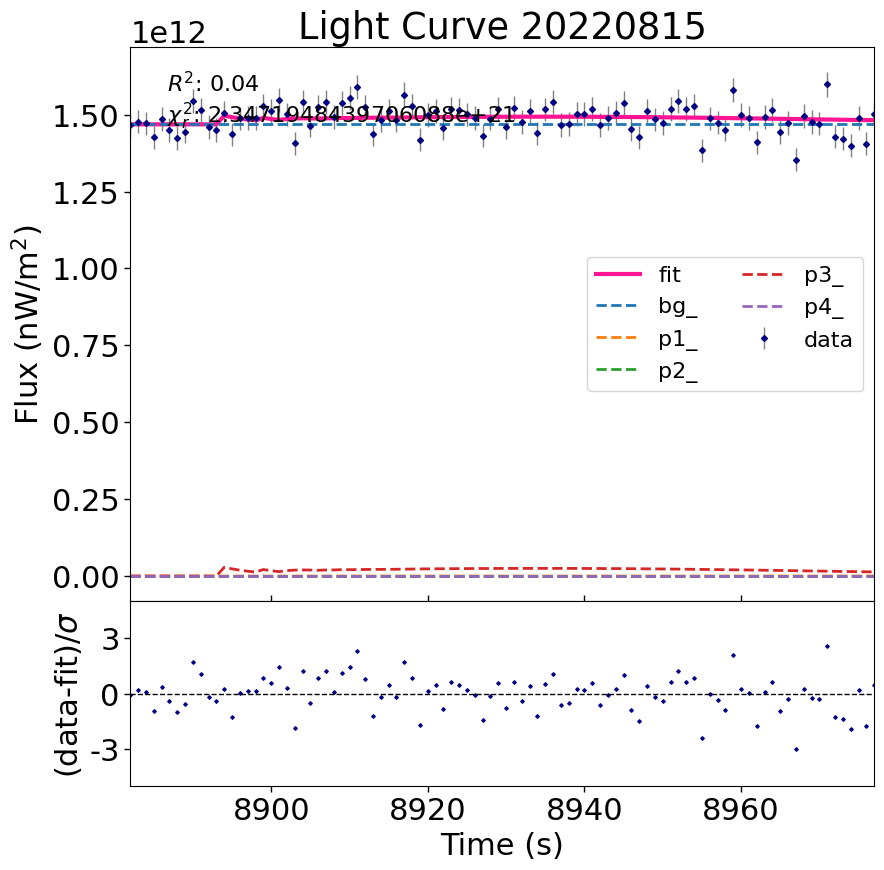 Light Curve 20220815
1e12
R²: 0.04
χ²ᵣ: 2.3471948439706088e+21
1.50
1.25
1.00
0.75
0.50
0.25
0.00
Flux (nW/m²)
fit
bg_
p1_
p2_
p3_
p4_
data
3
0
-3
(data-fit)/σ
8900 8920 8940 8960
Time (s)